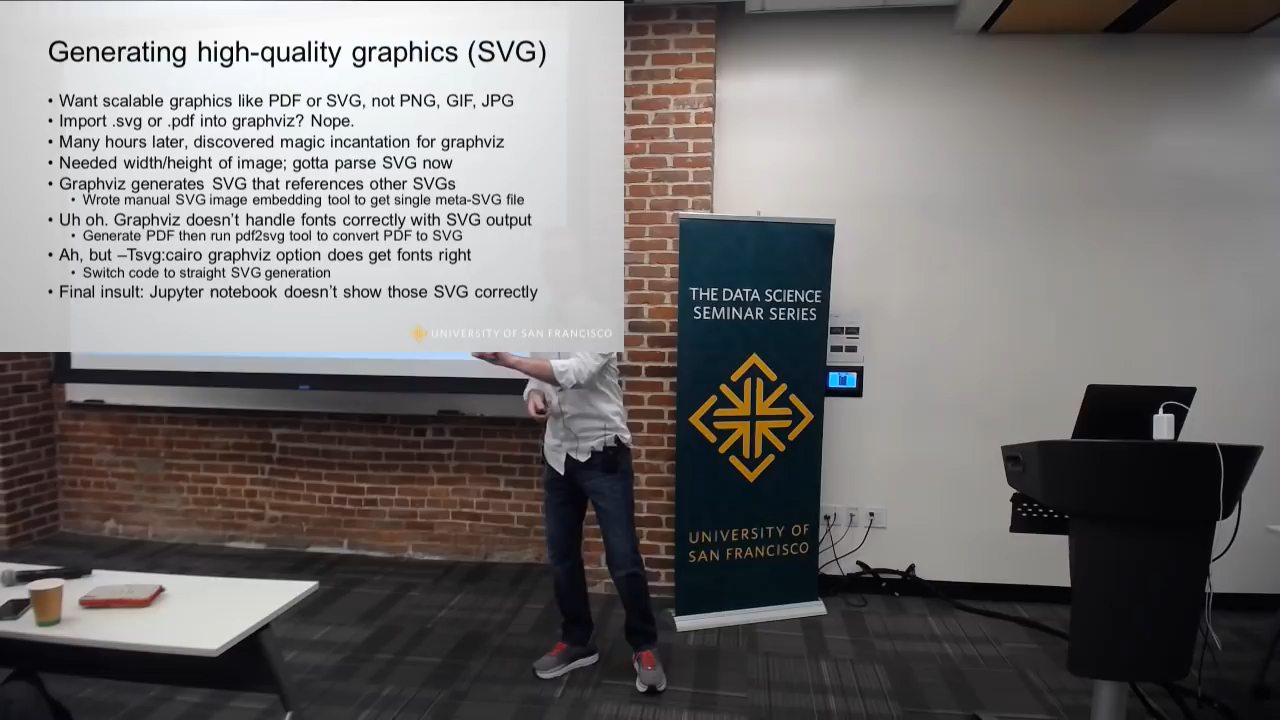 Generating high-quality graphics (SVG)
• Want scalable graphics like PDF or SVG, not PNG, GIF, JPG
• Import .svg or .pdf into graphviz? Nope.
• Many hours later, discovered magic incantation for graphviz
• Needed width/height of image; gotta parse SVG now
• Graphviz generates SVG that references other SVGs
• Wrote manual SVG image embedding tool to get single meta-SVG file
• Uh oh. Graphviz doesn't handle fonts correctly with SVG output
• Generate PDF then run pdf2svg tool to convert PDF to SVG
• Ah, but –Tsvg:cairo graphviz option does get fonts right
• Switch code to straight SVG generation
• Final insult: Jupyter notebook doesn't show those SVG correctly
UNIVERSITY OF SAN FRANCISCO
THE DATA SCIENCE
SEMINAR SERIES
UNIVERSITY OF
SAN FRANCISCO